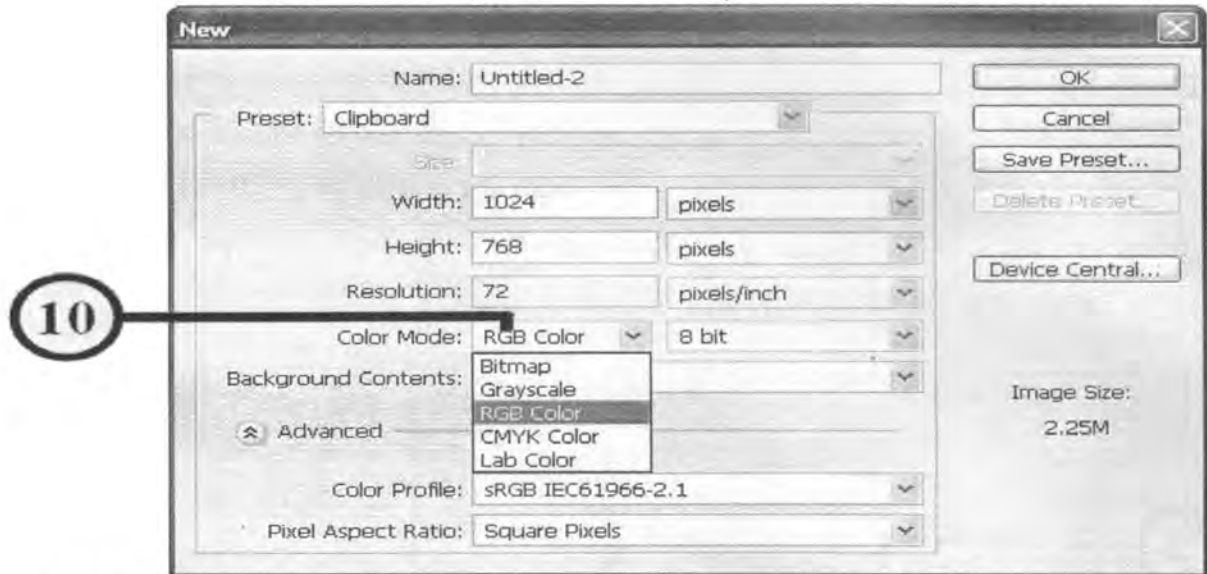 New
Name: Untitled-2
OK
Preset: Clipboard
Cancel
Size
Save Preset...
Width: 1024 pixels
Delete Preset...
Height: 768 pixels
Device Central...
Resolution: 72 pixels/inch
10
Color Mode: RGB Color 8 bit
Bitmap
Background Contents:
Grayscale
Image Size:
RGB Color
Advanced
CMYK Color
2.25M
Lab Color
Color Profile: sRGB IEC61966-2.1
Pixel Aspect Ratio: Square Pixels